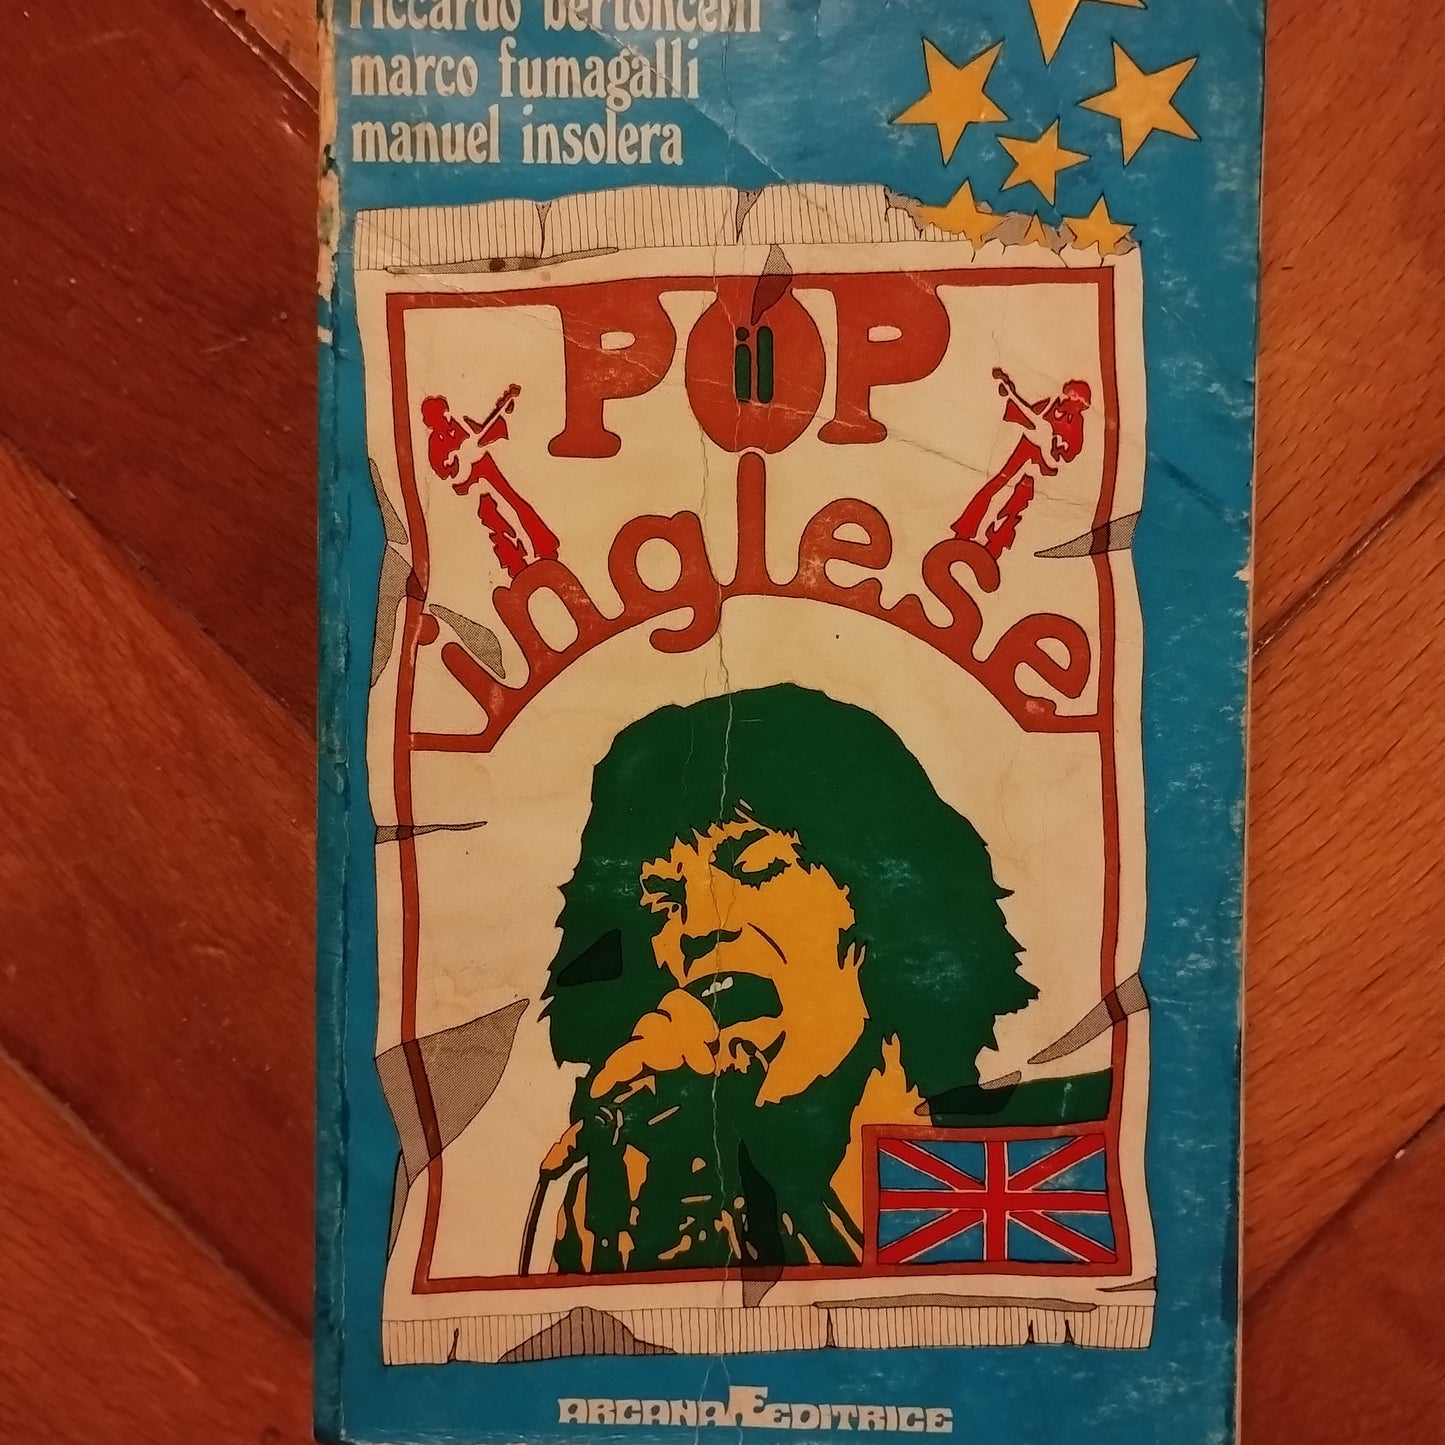 riccardo bertoncelli
marco fumagalli
manuel insolera
il
POP
inglese
ARCANA EDITRICE